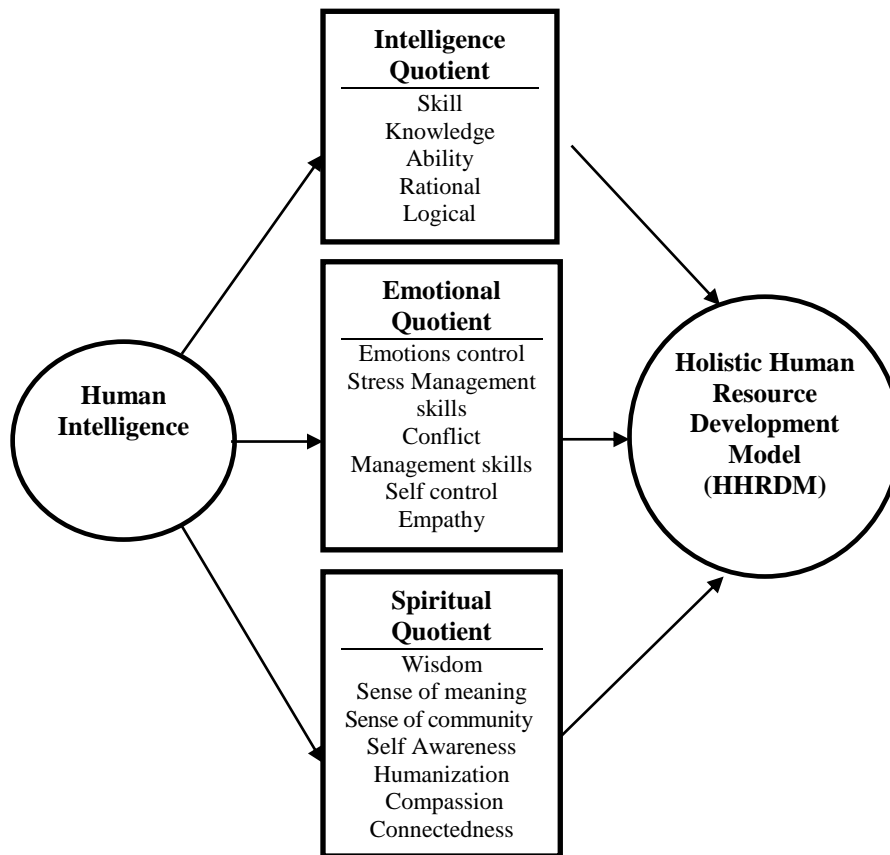 Intelligence
Quotient
Skill
Knowledge
Ability
Rational
Logical
Human
Intelligence
Emotional
Quotient
Emotions control
Stress Management
skills
Conflict
Management skills
Self control
Empathy
Holistic Human
Resource
Development
Model
(HHRDM)
Spiritual
Quotient
Wisdom
Sense of meaning
Sense of community
Self Awareness
Humanization
Compassion
Connectedness